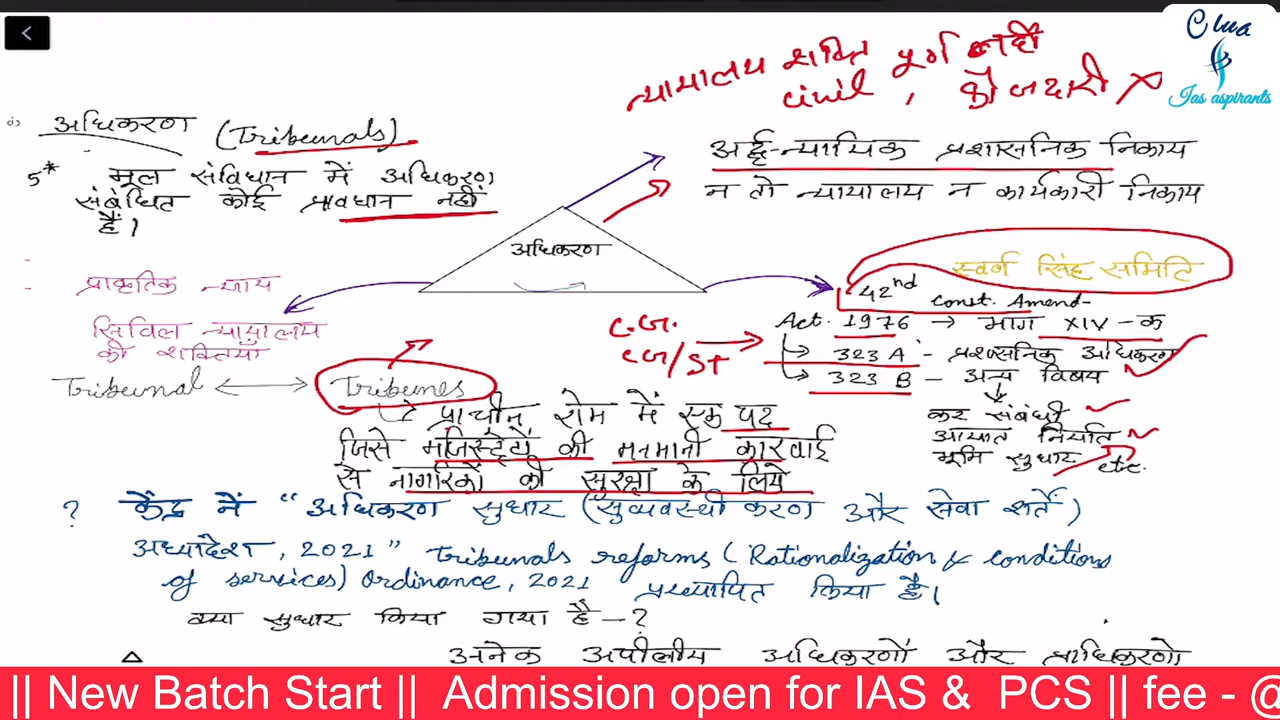 Clua
Ias aspirants
न्यायालय शक्ति पूर्ण नहीं
civil, फौजदारी ✗
अधिकरण (Tribunals)
5* मूल संविधान में अधिकरण
संबंधित कोई प्रावधान नहीं
हैं।
अर्द्ध-न्यायिक प्रशासनिक निकाय
न तो न्यायालय न कार्यकारी निकाय
अधिकरण
प्राकृतिक न्याय
सिविल न्यायालय
की शक्तियाँ
स्वर्ण सिंह समिति
42nd Const. Amend-
Act. 1976 → भाग XIV-क
323 A - प्रशासनिक अधिकरण
323 B - अन्य विषय
कर संबंधी
आयात निर्यात
भूमि सुधार etc.
C.G.
CG/ST
Tribunal ↔ Tribunes
प्राचीन रोम में एक पद
जिसे मजिस्ट्रेटों की मनमानी कारवाई
से नागरिकों की सुरक्षा के लिये
? केंद्र में "अधिकरण सुधार (सुव्यवस्थीकरण और सेवा शर्तें)
अध्यादेश, 2021" Tribunals reforms (Rationalization & conditions
of services) Ordinance, 2021 प्रख्यापित किया है।
क्या सुधार किया गया है -?
अनेक अपीलीय अधिकरणों और प्राधिकरणो
|| New Batch Start || Admission open for IAS & PCS || fee - @